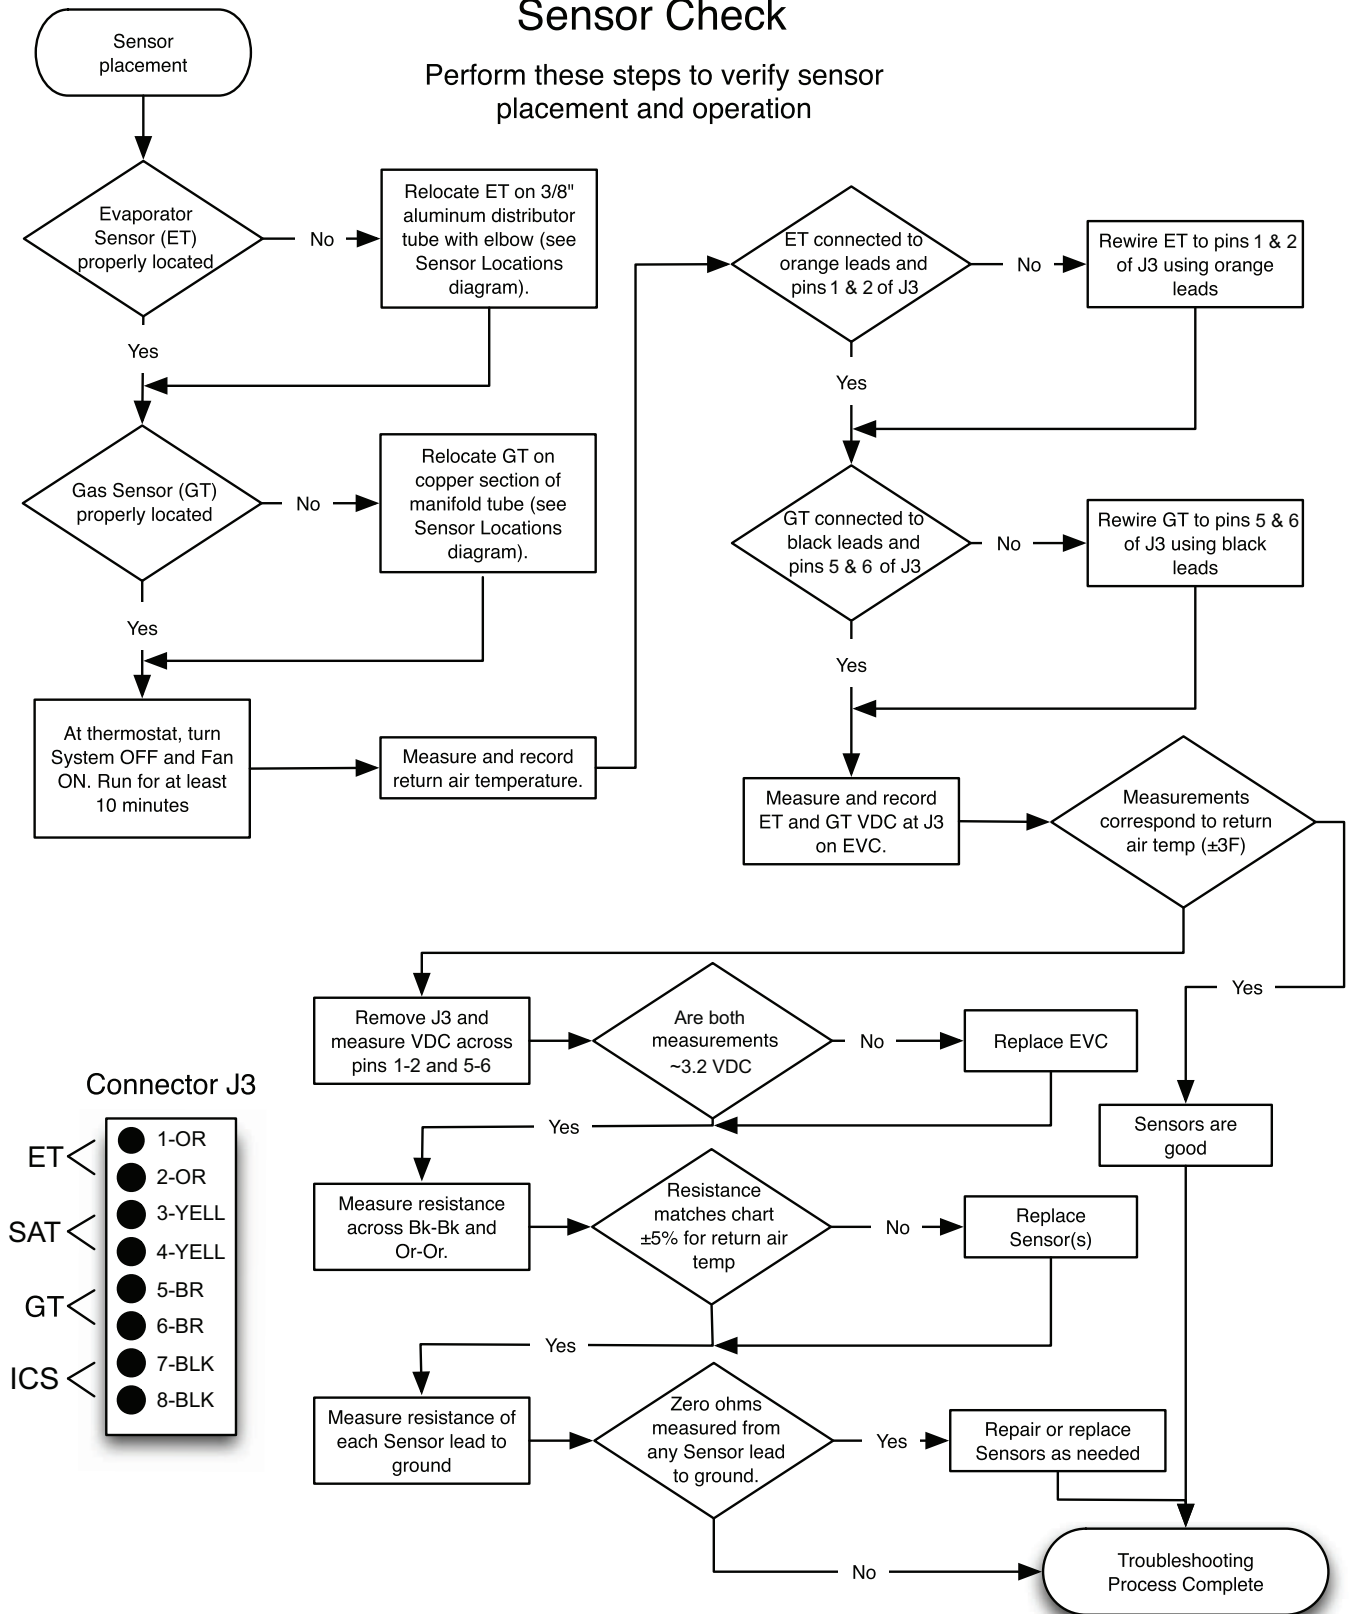 Sensor Check
Perform these steps to verify sensor
placement and operation
Sensor
placement
Evaporator
Sensor (ET)
properly located
No
Relocate ET on 3/8"
aluminum distributor
tube with elbow (see
Sensor Locations
diagram).
Yes
Gas Sensor (GT)
properly located
No
Relocate GT on
copper section of
manifold tube (see
Sensor Locations
diagram).
Yes
At thermostat, turn
System OFF and Fan
ON. Run for at least
10 minutes
Measure and record
return air temperature.
ET connected to
orange leads and
pins 1 & 2 of J3
No
Rewire ET to pins 1 & 2
of J3 using orange
leads
Yes
GT connected to
black leads and
pins 5 & 6 of J3
No
Rewire GT to pins 5 & 6
of J3 using black
leads
Yes
Measure and record
ET and GT VDC at J3
on EVC.
Measurements
correspond to return
air temp (±3F)
Yes
Sensors are
good
Remove J3 and
measure VDC across
pins 1-2 and 5-6
Are both
measurements
~3.2 VDC
No
Replace EVC
Yes
Measure resistance
across Bk-Bk and
Or-Or.
Resistance
matches chart
±5% for return air
temp
No
Replace
Sensor(s)
Yes
Measure resistance of
each Sensor lead to
ground
Zero ohms
measured from
any Sensor lead
to ground.
Yes
Repair or replace
Sensors as needed
No
Troubleshooting
Process Complete
Connector J3
ET
1-OR
2-OR
SAT
3-YELL
4-YELL
GT
5-BR
6-BR
ICS
7-BLK
8-BLK